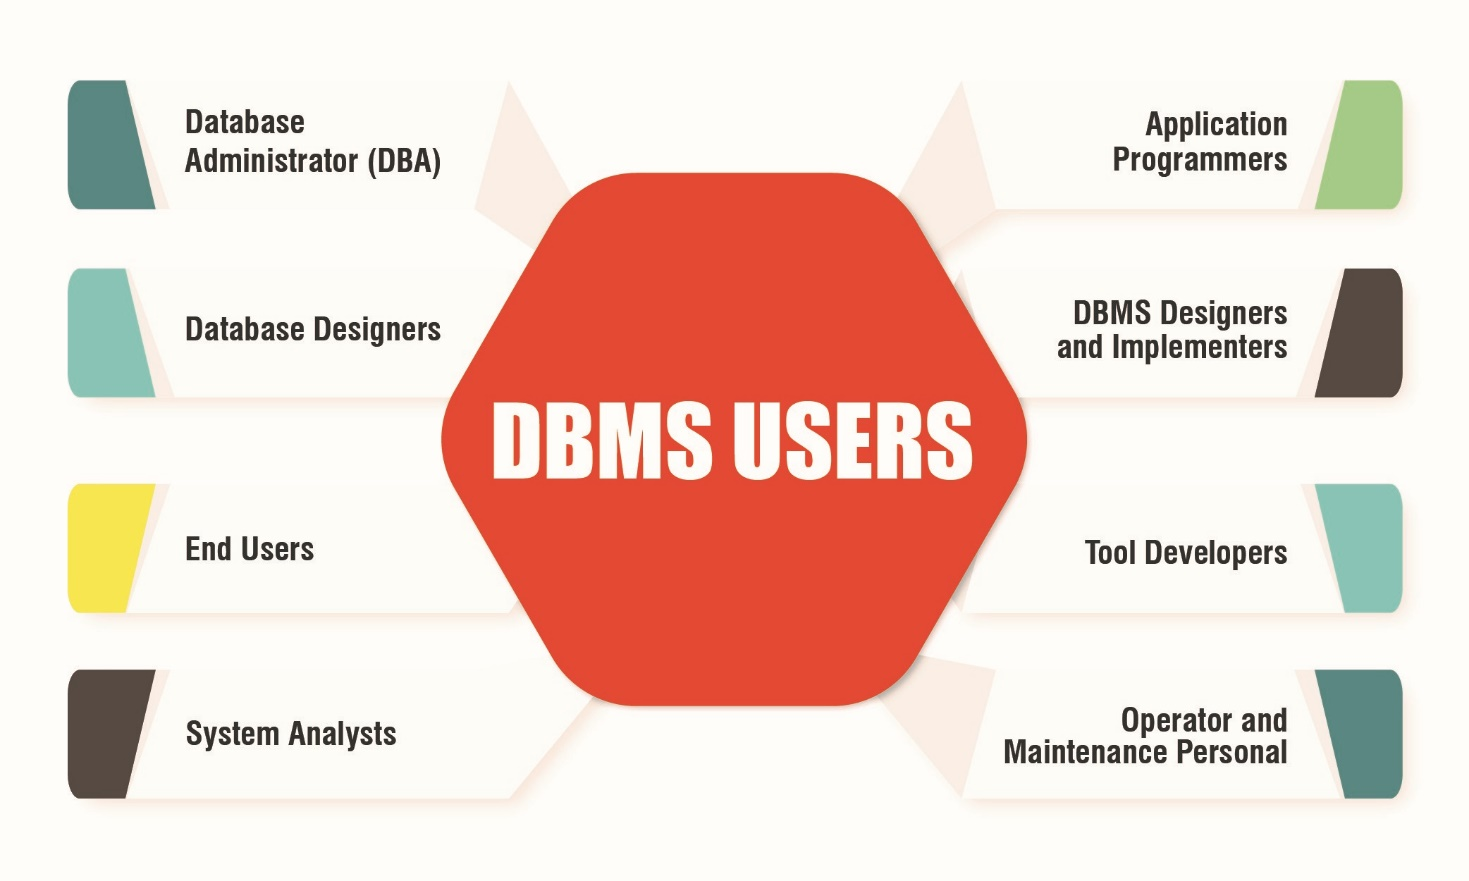 Database
Administrator (DBA)
Database Designers
End Users
System Analysts
DBMS USERS
Application
Programmers
DBMS Designers
and Implementers
Tool Developers
Operator and
Maintenance Personal